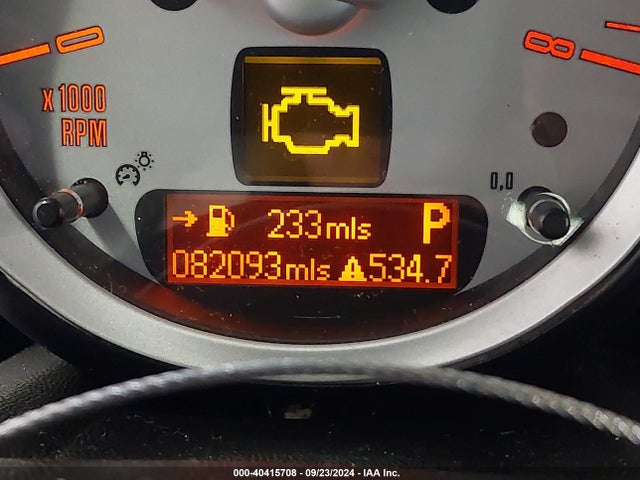 0
8
x1000
RPM
0,0
→ 233mls P
082093mls 534.7
000-40415708 - 09/23/2024 - IAA Inc.